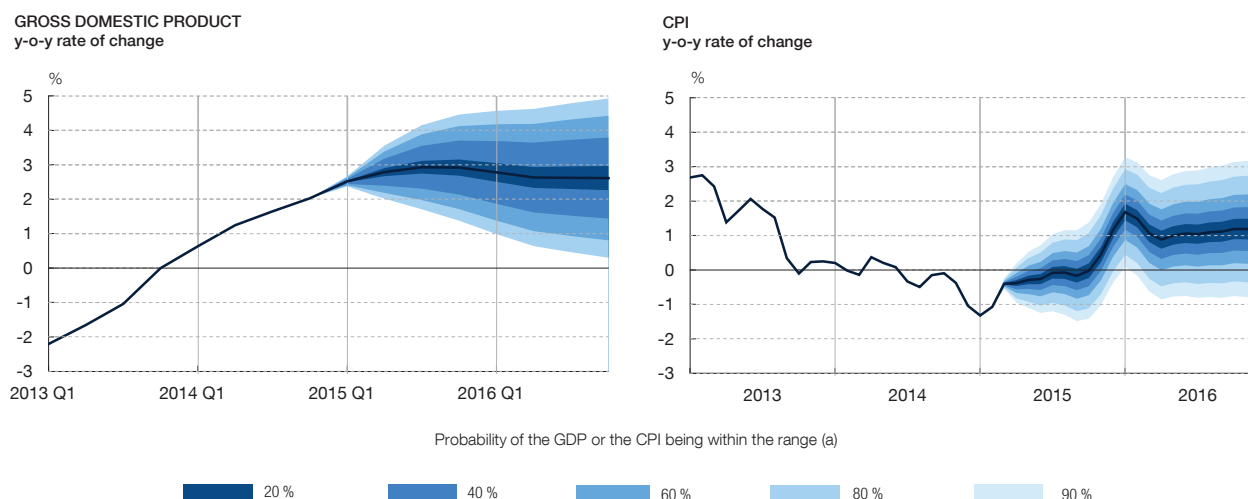 GROSS DOMESTIC PRODUCT
y-o-y rate of change
%
5
4
3
2
1
0
-1
-2
-3
2013 Q1 2014 Q1 2015 Q1 2016 Q1
CPI
y-o-y rate of change
%
5
4
3
2
1
0
-1
-2
-3
2013 2014 2015 2016
Probability of the GDP or the CPI being within the range (a)
20 % 40 % 60 % 80 % 90 %